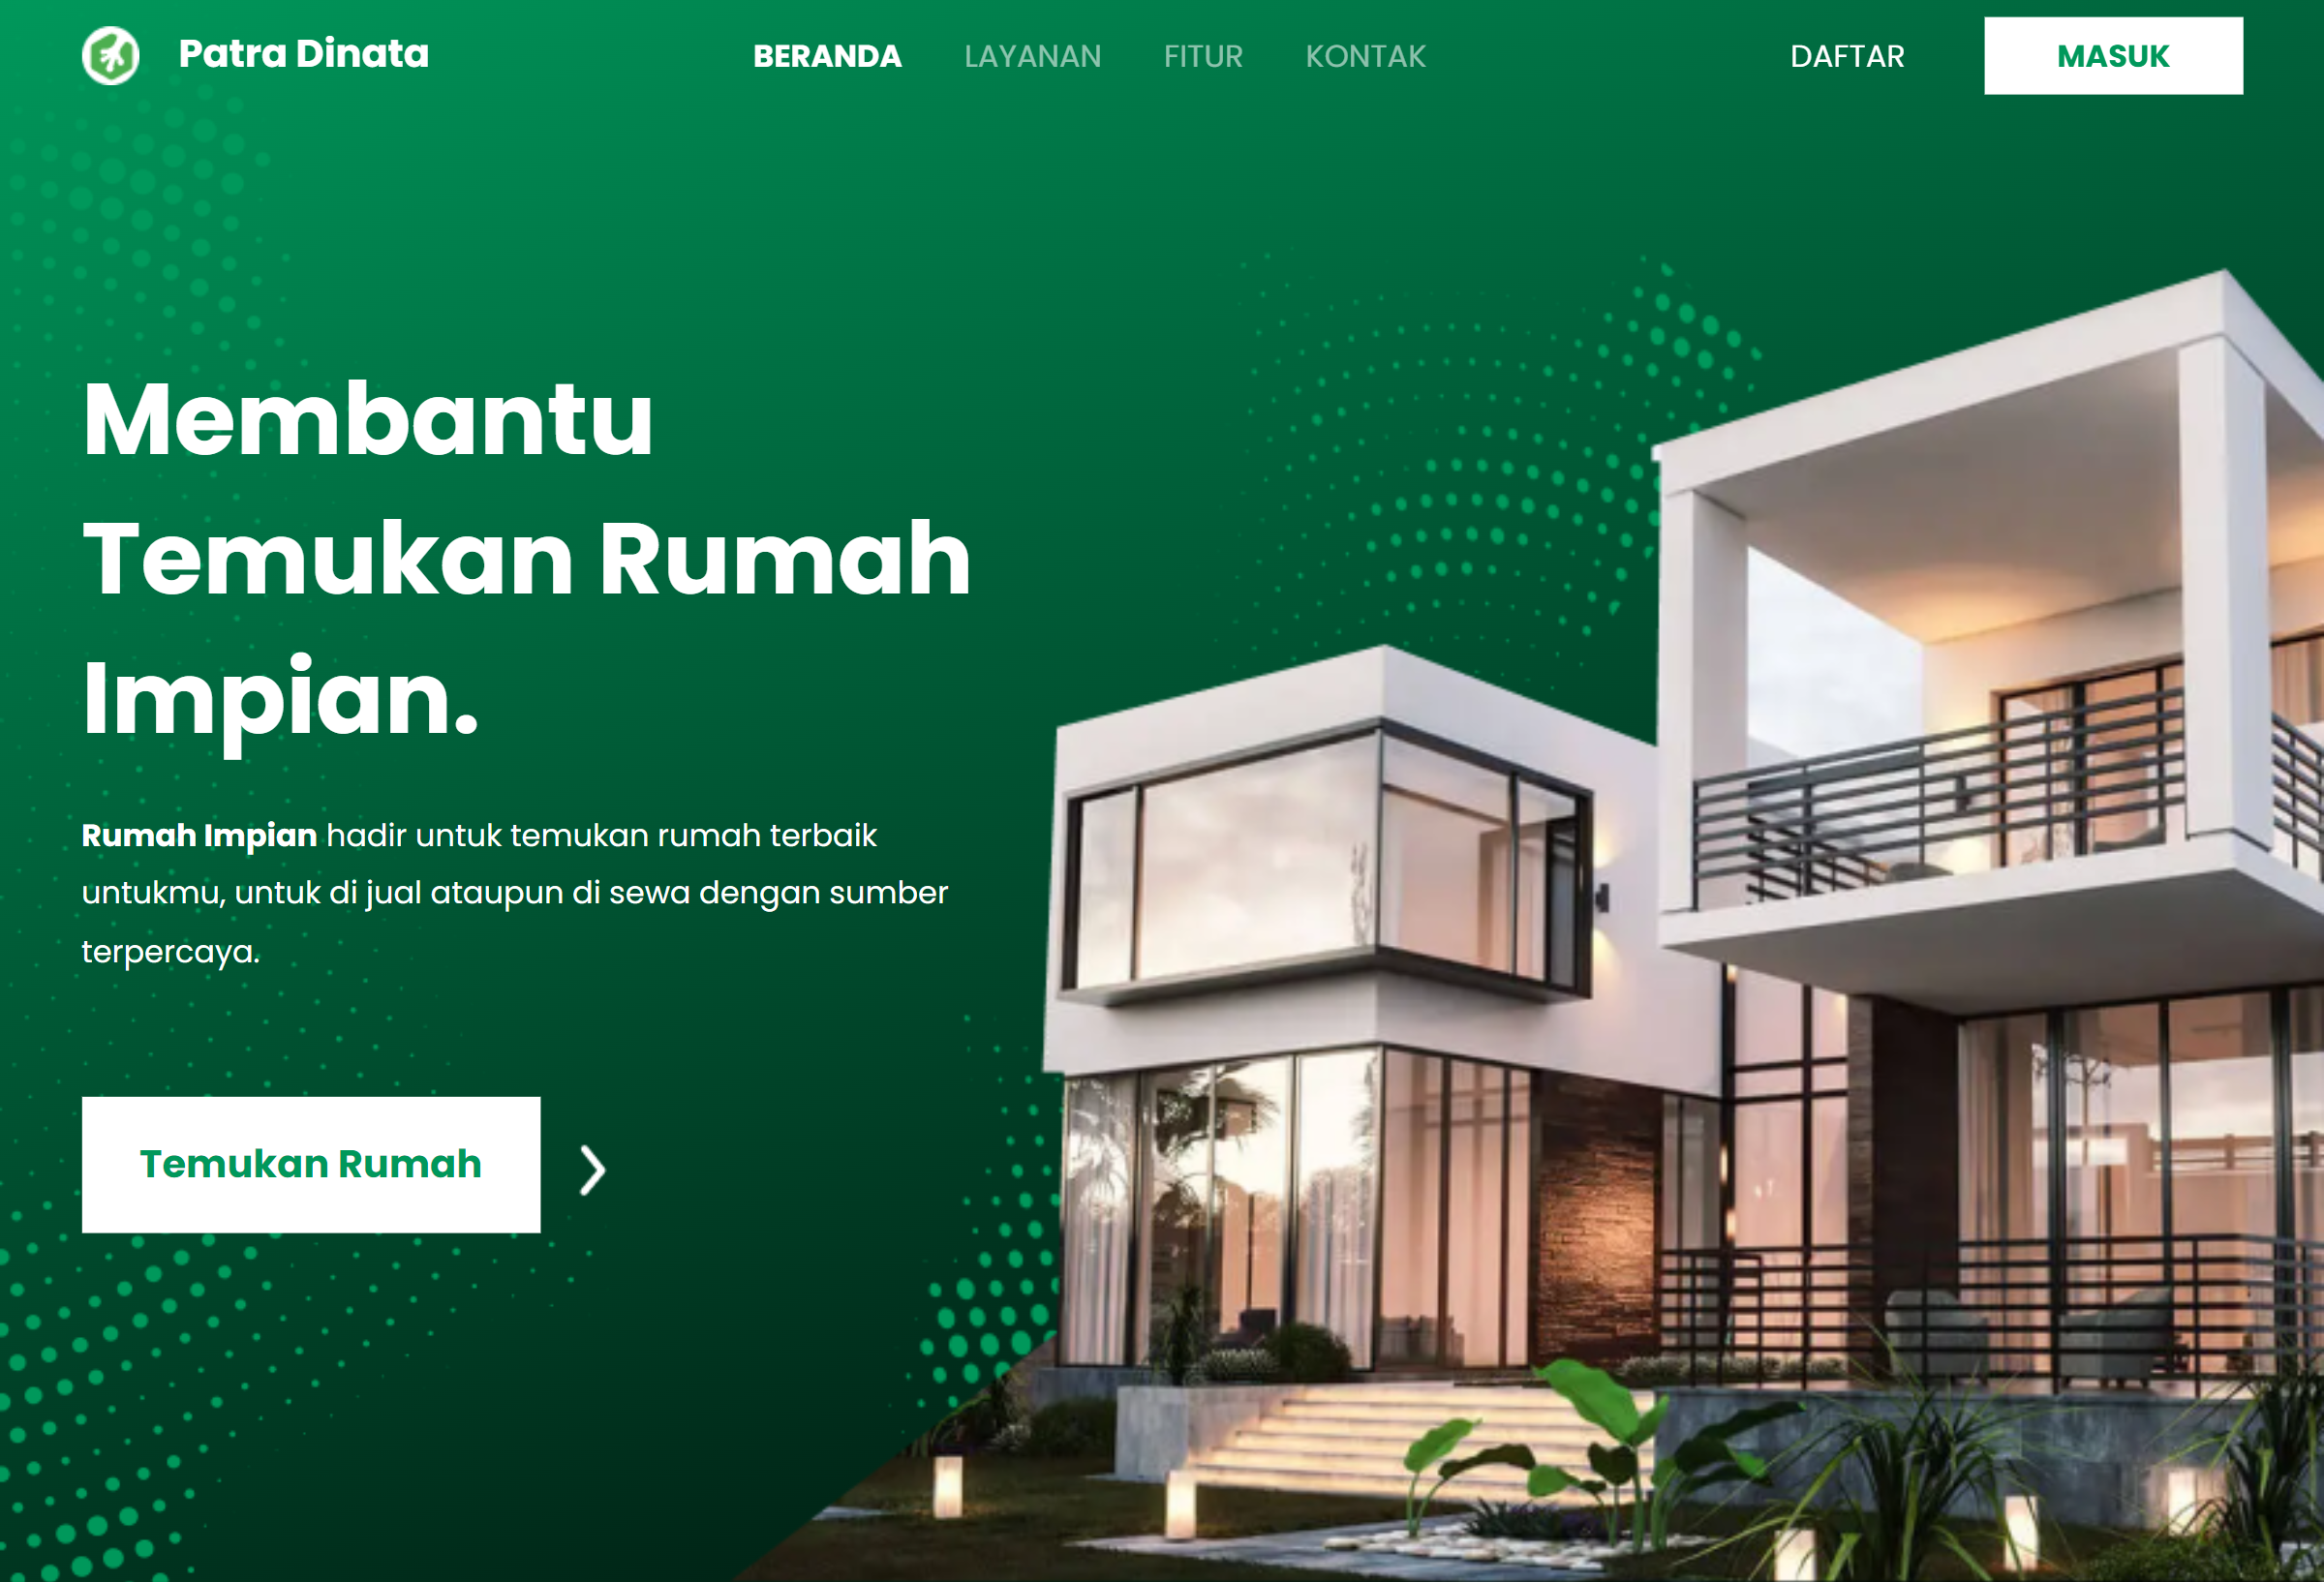 Patra Dinata
BERANDA LAYANAN FITUR KONTAK
DAFTAR MASUK
Membantu
Temukan Rumah
Impian.
Rumah Impian hadir untuk temukan rumah terbaik
untukmu, untuk di jual ataupun di sewa dengan sumber
terpercaya.
Temukan Rumah